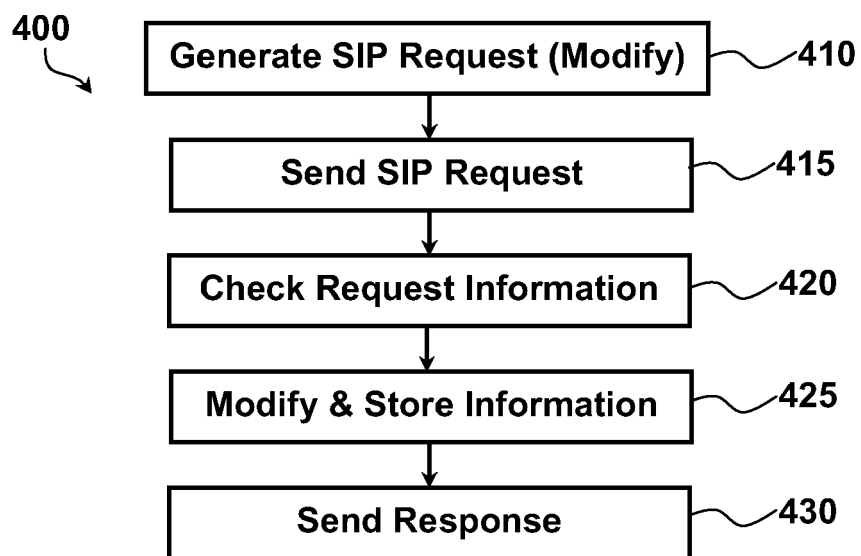 400
Generate SIP Request (Modify)
410
Send SIP Request
415
Check Request Information
420
Modify & Store Information
425
Send Response
430